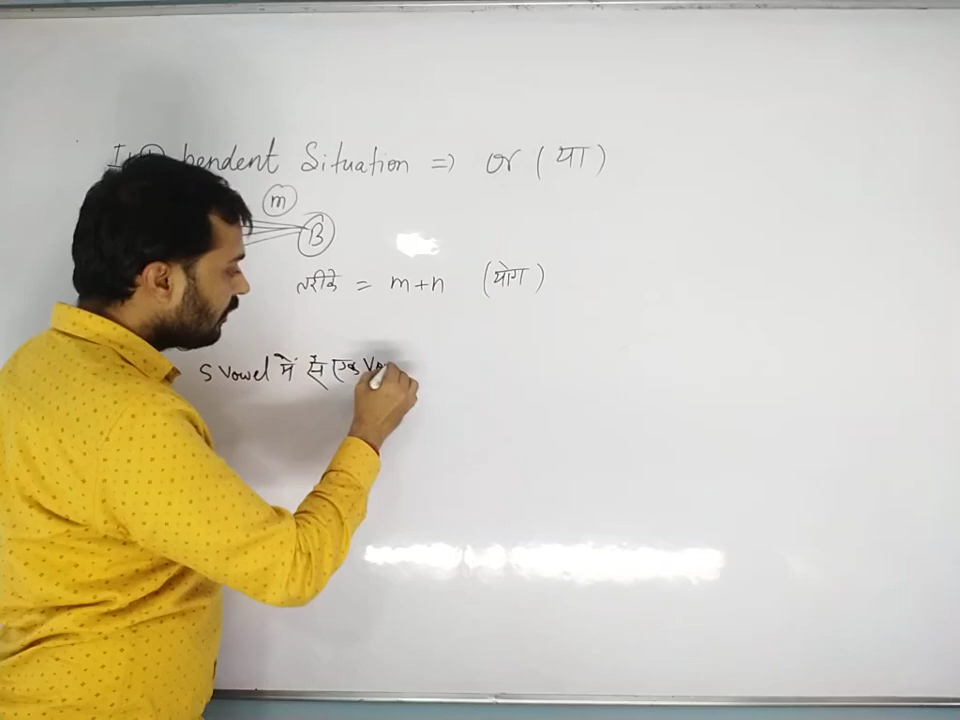 bendent Situation => or (या)
m
B
तरीके = m+n (योग)
5 Vowel में से एक